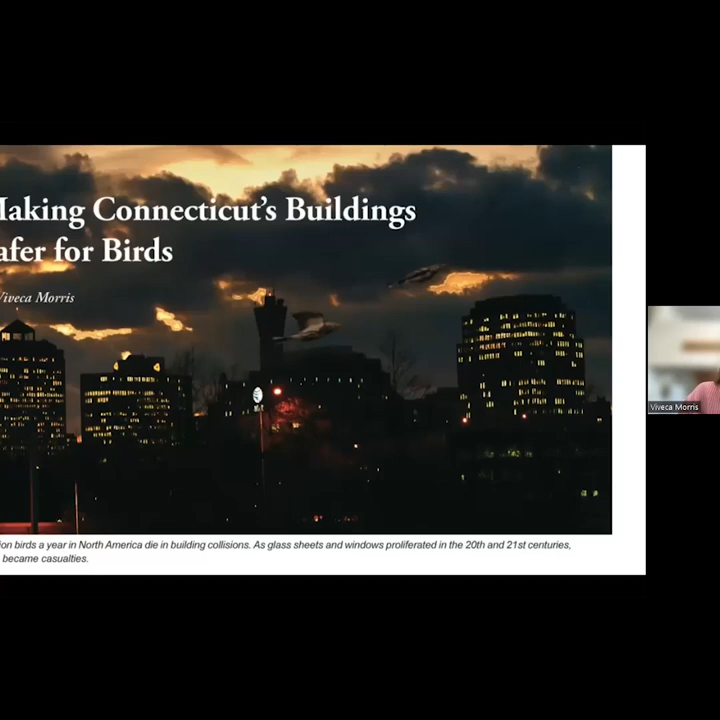 Making Connecticut's Buildings
afer for Birds
Viveca Morris
Viveca Morris
ion birds a year in North America die in building collisions. As glass sheets and windows proliferated in the 20th and 21st centuries,
became casualties.